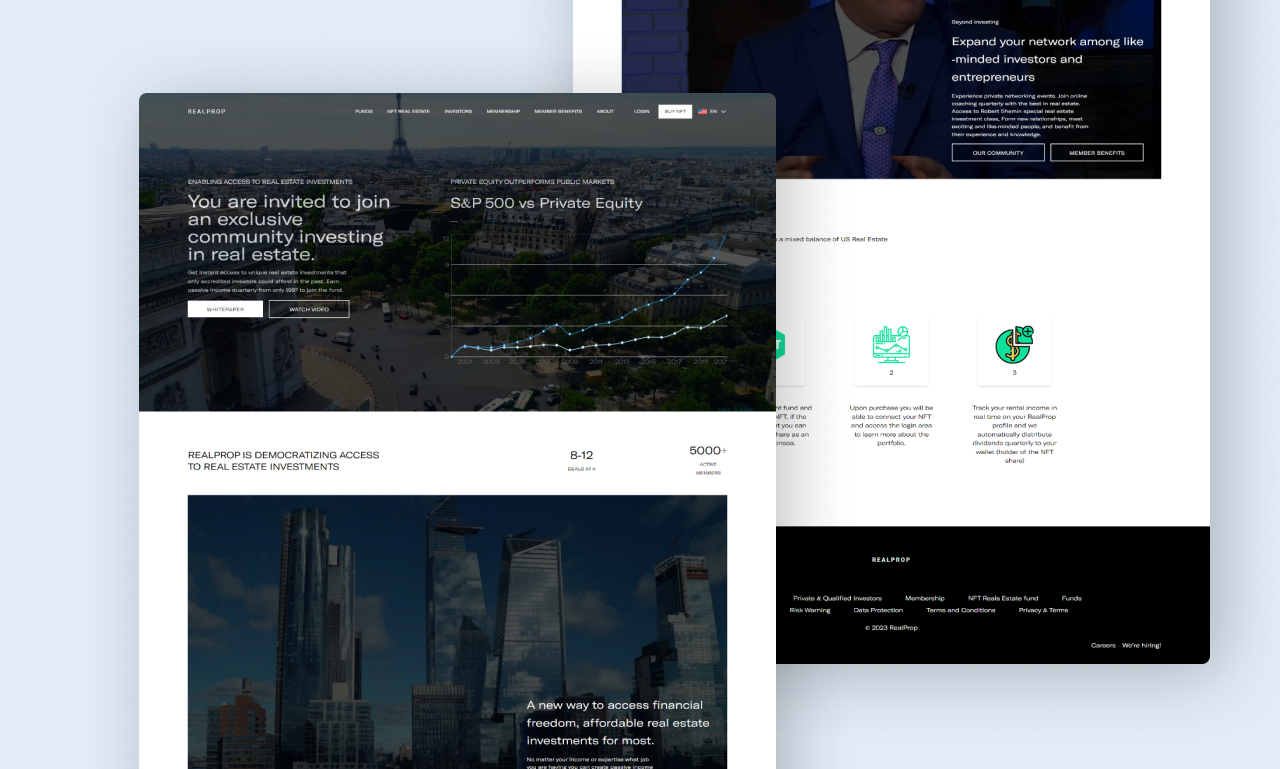 REALPROP
FUNDS NFT REAL ESTATE INVESTORS MEMBERSHIP MEMBER BENEFITS ABOUT LOGIN BUY NFT EN
ENABLING ACCESS TO REAL ESTATE INVESTMENTS
You are invited to join
an exclusive
community investing
in real estate.
Get instant access to unique real estate investments that
only accredited investors could afford in the past. Earn
passive income quarterly from only 1997 to join the fund.
WHITEPAPER
WATCH VIDEO
PRIVATE EQUITY OUTPERFORMS PUBLIC MARKETS
S&P 500 vs Private Equity
2001 2003 2005 2007 2009 2011 2013 2015 2017 2019 202
REALPROP IS DEMOCRATIZING ACCESS
TO REAL ESTATE INVESTMENTS
8-12
DEALS AT A
5000+
ACTIVE
MEMBERS
A new way to access financial
freedom, affordable real estate
investments for most.
No matter your income or expertise what job
you are having you can create passive income
Beyond investing
Expand your network among like
-minded investors and
entrepreneurs
Experience private networking events. Join online
coaching quarterly with the best in real estate.
Access to Robert Shemin special real estate
investment class, Form new relationships, meet
exciting and like-minded people, and benefit from
their experience and knowledge.
OUR COMMUNITY
MEMBER BENEFITS
a mixed balance of US Real Estate
T
nt fund and
NFT, if the
t you can
here as an
2
Upon purchase you will be
able to connect your NFT
and access the login area
to learn more about the
portfolio.
3
Track your rental income in
real time on your RealProp
profile and we
automatically distribute
dividends quarterly to your
wallet (holder of the NFT
share)
REALPROP
Private & Qualified Investors Membership NFT Reals Estate fund Funds
Risk Warning Data Protection Terms and Conditions Privacy & Terms
© 2023 RealProp
Careers We're hiring!